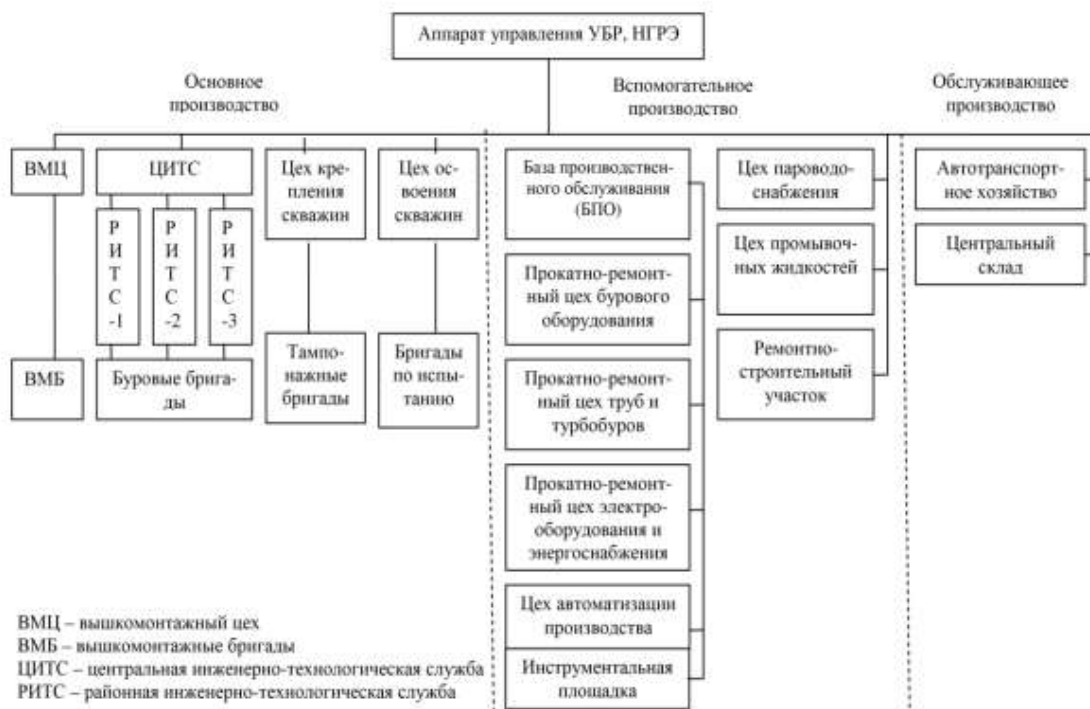 Аппарат управления УБР, НГРЭ
Основное
производство
Вспомогательное
производство
Обслуживающее
производство
ВМЦ
ЦИТС
Цех кре-
пления
скважин
Цех ос-
воения
скважин
Р
И
Т
С
-1
Р
И
Т
С
-2
Р
И
Т
С
-3
ВМБ
Буровые брига-
ды
Тампо-
нажные
бригады
Бригады
по испы-
танию
База производствен-
ного обслуживания
(БПО)
Прокатно-ремонт-
ный цех бурового
оборудования
Прокатно-ремонт-
ный цех труб и
турбобуров
Прокатно-ремонт-
ный цех электро-
оборудования и
энергоснабжения
Цех автоматизации
производства
Инструментальная
площадка
Цех пароводо-
снабжения
Цех промывоч-
ных жидкостей
Ремонтно-
строительный
участок
Автотранспорт-
ное хозяйство
Центральный
склад
ВМЦ – вышкомонтажный цех
ВМБ – вышкомонтажные бригады
ЦИТС – центральная инженерно-технологическая служба
РИТС – районная инженерно-технологическая служба